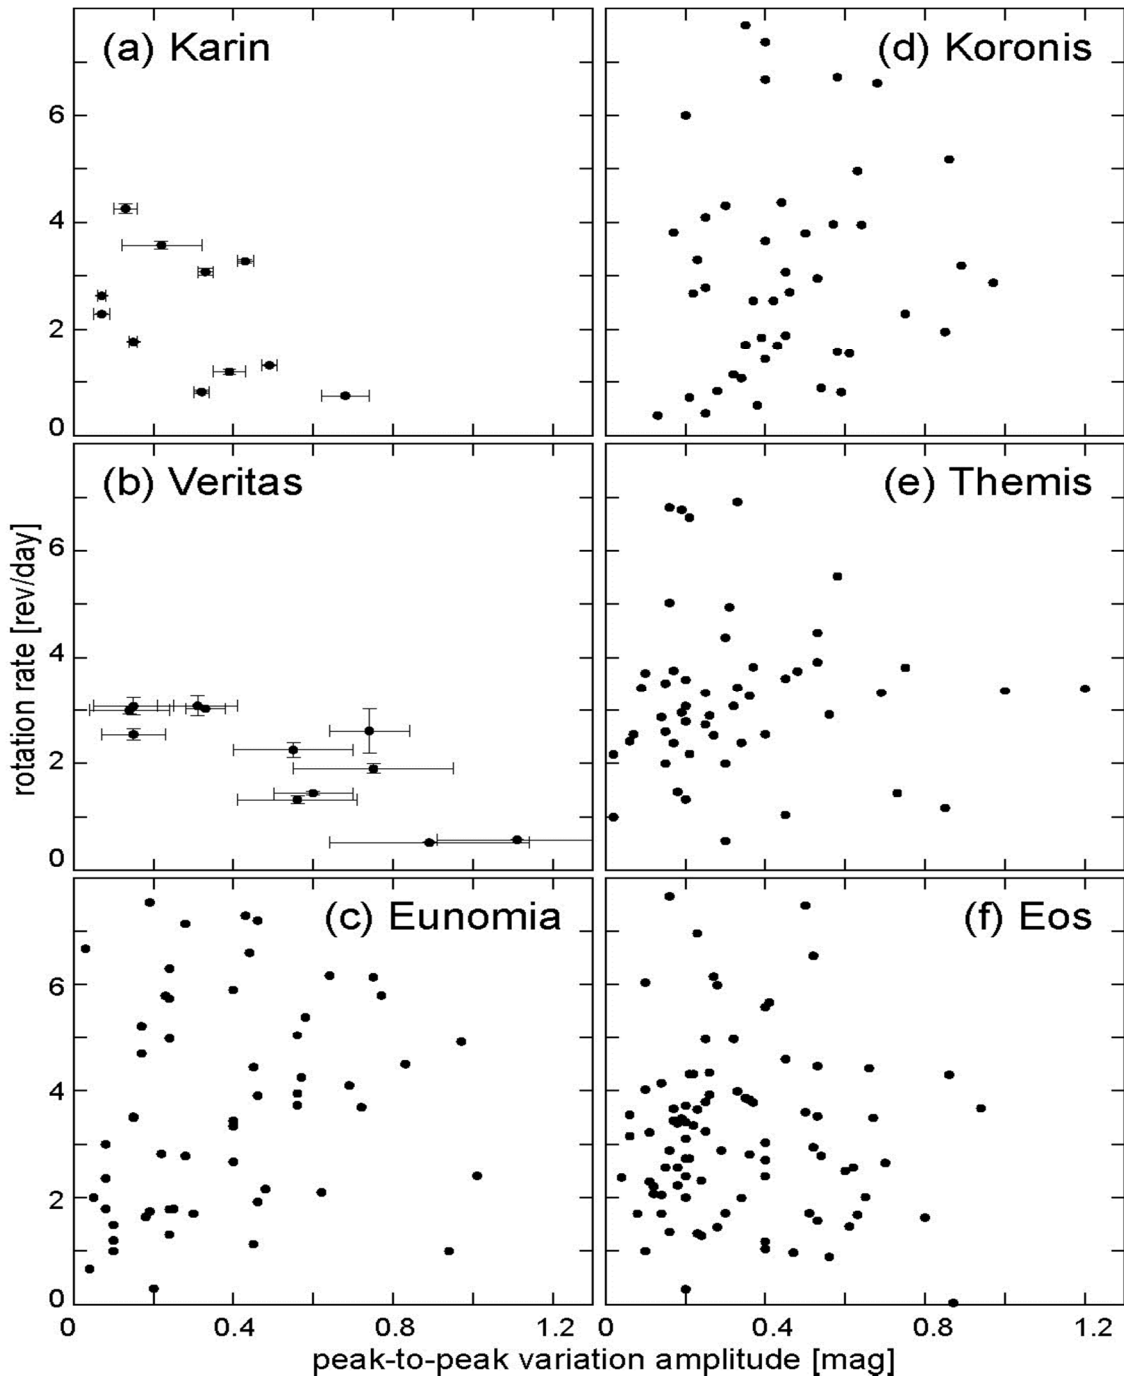 (a) Karin
(d) Koronis
6
4
2
0
(b) Veritas
(e) Themis
6
4
2
0
rotation rate [rev/day]
(c) Eunomia
(f) Eos
6
4
2
0
0 0.4 0.8 1.2 0 0.4 0.8 1.2
peak-to-peak variation amplitude [mag]